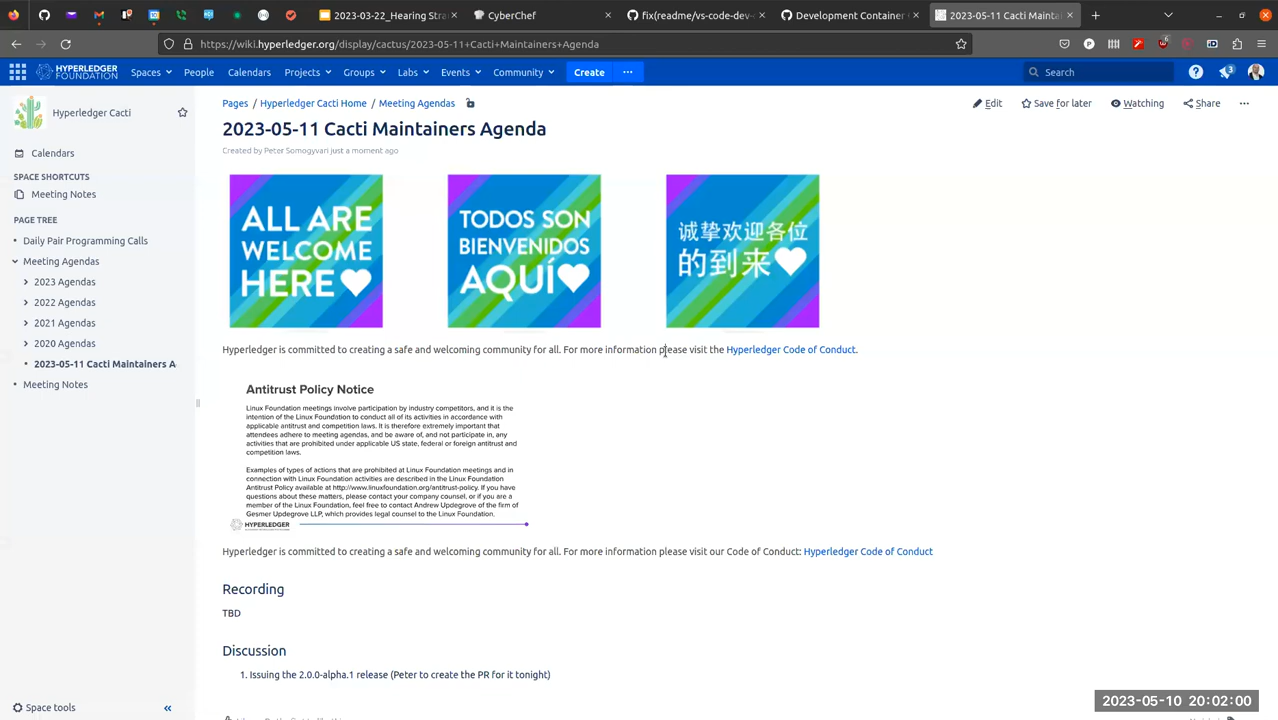 2023-03-22_Hearing Stra
CyberChef
fix(readme/vs-code-dev-c
Development Container
2023-05-11 Cacti Maintai
https://wiki.hyperledger.org/display/cactus/2023-05-11+Cacti+Maintainers+Agenda
HYPERLEDGER
FOUNDATION
Spaces
People
Calendars
Projects
Groups
Labs
Events
Community
Create
Search
Hyperledger Cacti
Pages / Hyperledger Cacti Home / Meeting Agendas
Edit
Save for later
Watching
Share
2023-05-11 Cacti Maintainers Agenda
Created by Peter Somogyvari just a moment ago
Calendars
SPACE SHORTCUTS
Meeting Notes
PAGE TREE
Daily Pair Programming Calls
Meeting Agendas
2023 Agendas
2022 Agendas
2021 Agendas
2020 Agendas
2023-05-11 Cacti Maintainers A
Meeting Notes
ALL ARE
WELCOME
HERE
TODOS SON
BIENVENIDOS
AQUÍ
诚挚欢迎各位
的到来
Hyperledger is committed to creating a safe and welcoming community for all. For more information please visit the Hyperledger Code of Conduct.
Antitrust Policy Notice
Linux Foundation meetings involve participation by industry competitors, and it is the
intention of the Linux Foundation to conduct all of its activities in accordance with
applicable antitrust and competition laws. It is therefore extremely important that
attendees adhere to meeting agendas, and be aware of, and not participate in, any
activities that are prohibited under applicable US state, federal or foreign antitrust and
competition laws.
Examples of types of actions that are prohibited at Linux Foundation meetings and in
connection with Linux Foundation activities are described in the Linux Foundation
Antitrust Policy available at http://www.linuxfoundation.org/antitrust-policy. If you have
questions about these matters, please contact your company counsel, or if you are a
member of the Linux Foundation, feel free to contact Andrew Updegrove of the firm of
Gesmer Updegrove LLP, which provides legal counsel to the Linux Foundation.
HYPERLEDGER
Hyperledger is committed to creating a safe and welcoming community for all. For more information please visit our Code of Conduct: Hyperledger Code of Conduct
Recording
TBD
Discussion
1. Issuing the 2.0.0-alpha.1 release (Peter to create the PR for it tonight)
Space tools
2023-05-10 20:02:00